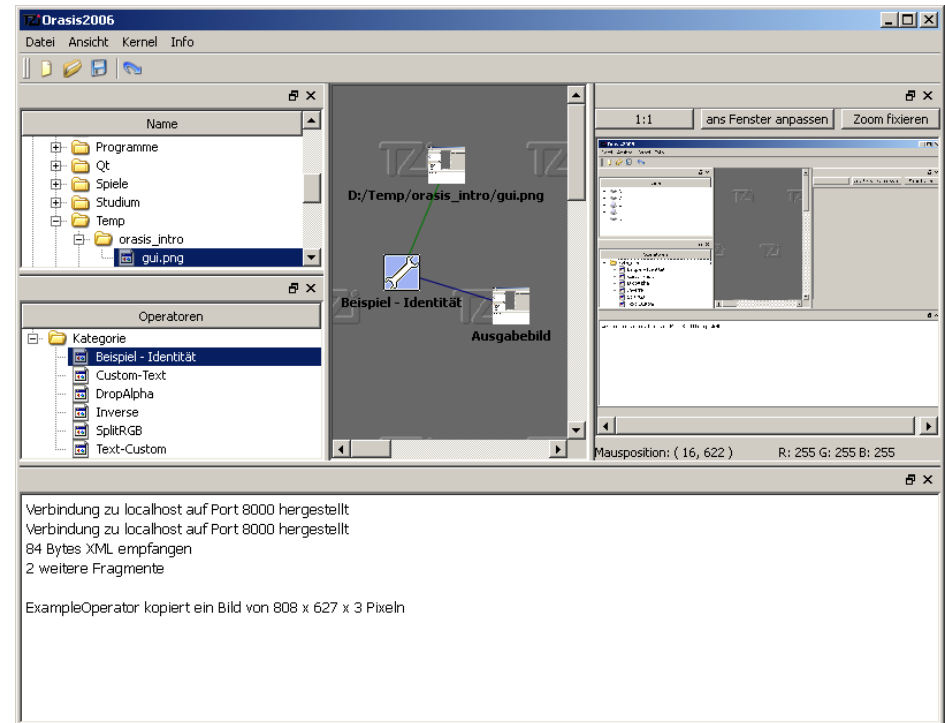 Orasis2006
Datei Ansicht Kernel Info
Name
Programme
Qt
Spiele
Studium
Temp
orasis_intro
gui.png
Operatoren
Kategorie
Beispiel - Identität
Custom-Text
DropAlpha
Inverse
SplitRGB
Text-Custom
TZi
D:/Temp/orasis_intro/gui.png
Beispiel - Identität
Ausgabebild
1:1 ans Fenster anpassen Zoom fixieren
Mausposition: ( 16, 622 ) R: 255 G: 255 B: 255
Verbindung zu localhost auf Port 8000 hergestellt
Verbindung zu localhost auf Port 8000 hergestellt
84 Bytes XML empfangen
2 weitere Fragmente
ExampleOperator kopiert ein Bild von 808 x 627 x 3 Pixeln